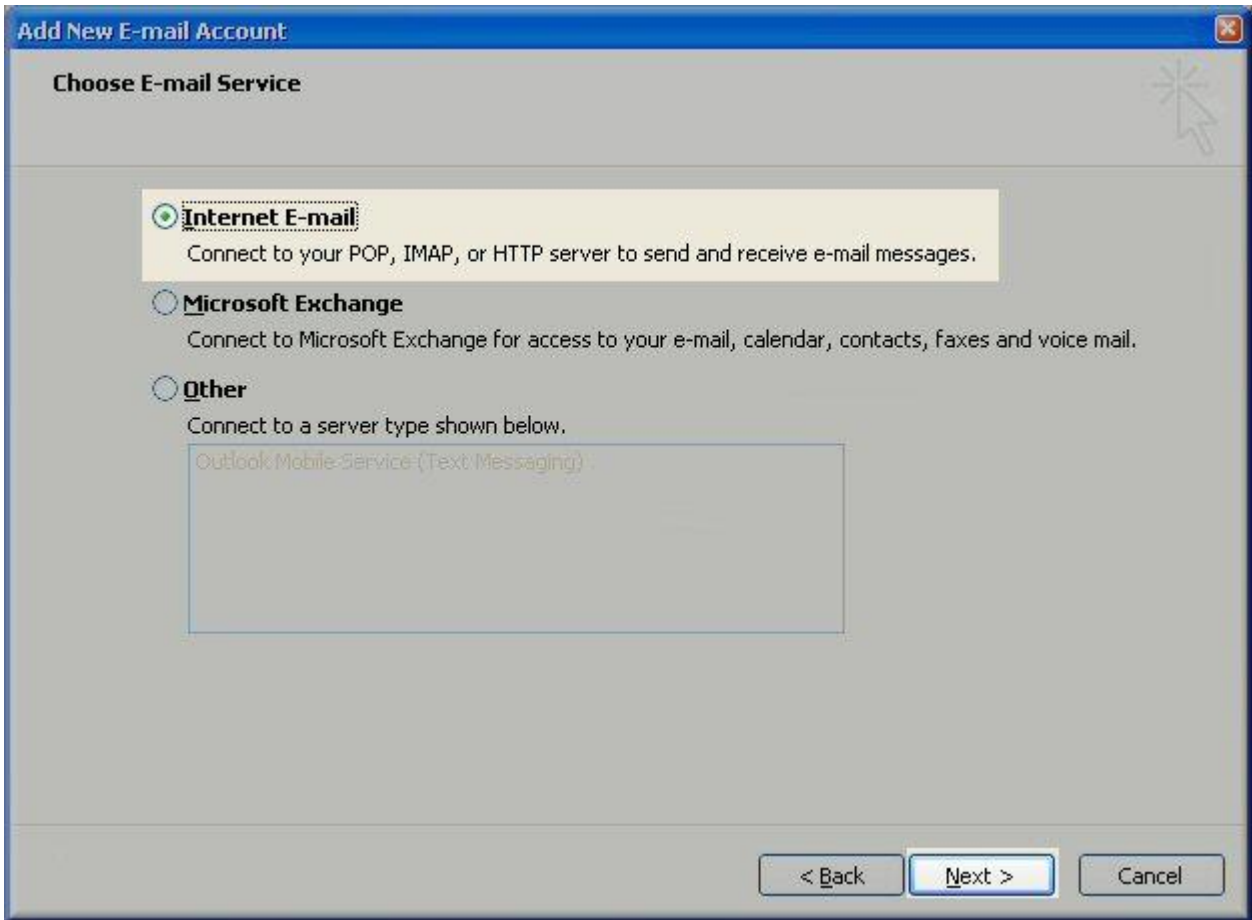 Add New E-mail Account
Choose E-mail Service
Internet E-mail
Connect to your POP, IMAP, or HTTP server to send and receive e-mail messages.
Microsoft Exchange
Connect to Microsoft Exchange for access to your e-mail, calendar, contacts, faxes and voice mail.
Other
Connect to a server type shown below.
Outlook Mobile Service (Text Messaging)
< Back
Next >
Cancel